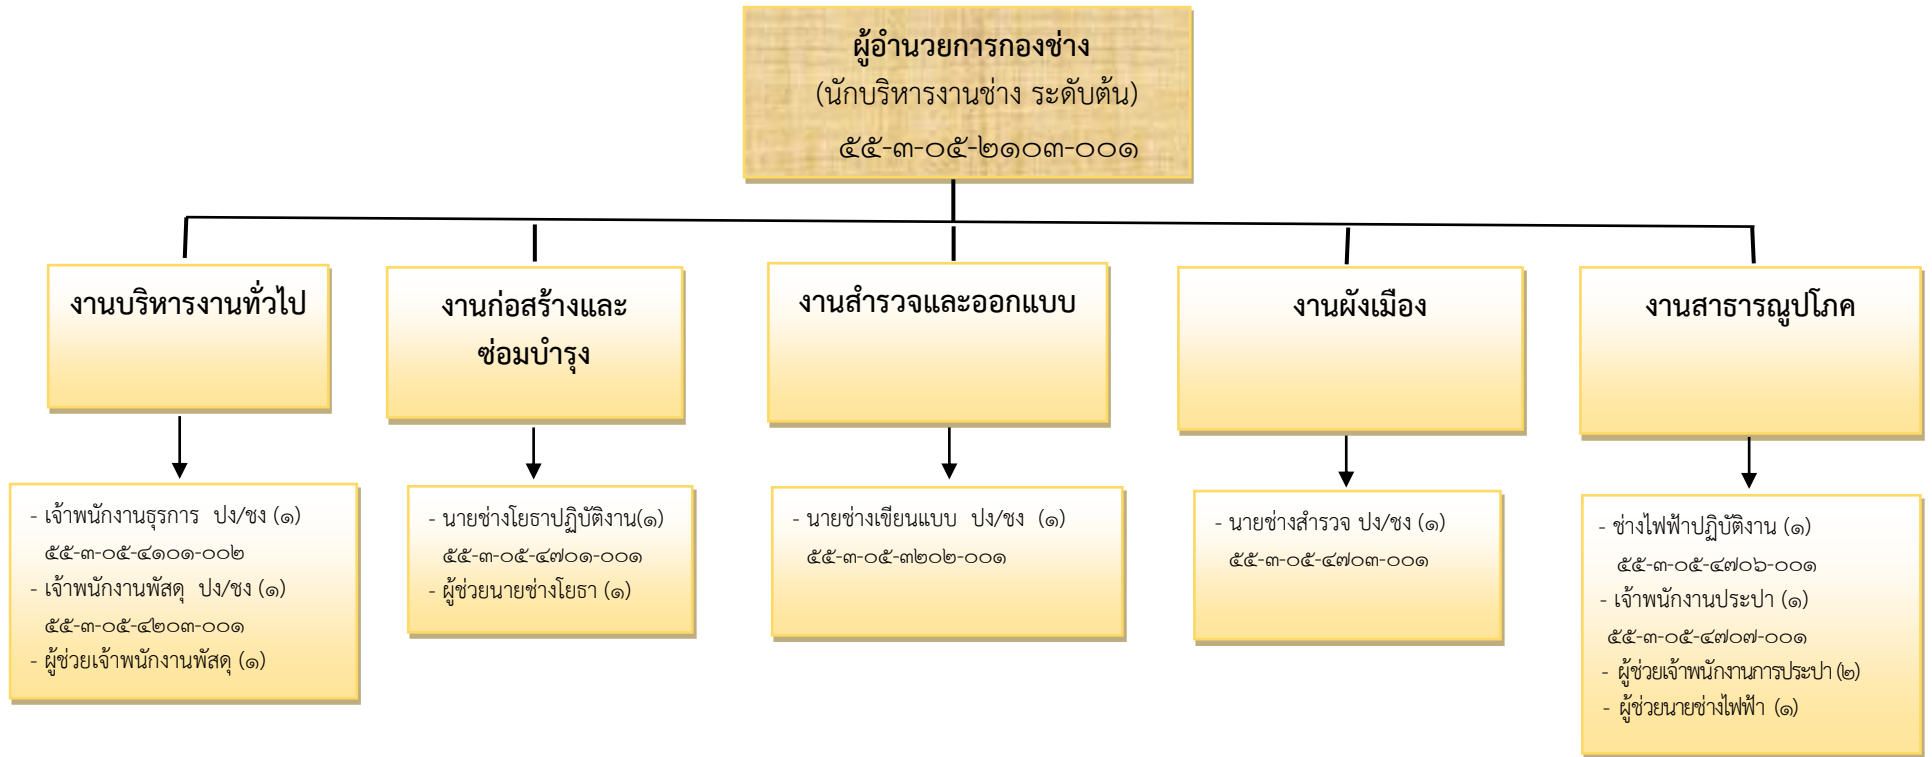 ผู้อำนวยการกองช่าง
(นักบริหารงานช่าง ระดับต้น)
๕๕-๓-๐๕-๒๑๐๓-๐๐๑
งานบริหารงานทั่วไป
งานก่อสร้างและ
ซ่อมบำรุง
งานสำรวจและออกแบบ
งานผังเมือง
งานสาธารณูปโภค
- เจ้าพนักงานธุรการ ปง/ชง (๑)
๕๕-๓-๐๕-๔๑๐๑-๐๐๒
- เจ้าพนักงานพัสดุ ปง/ชง (๑)
๕๕-๓-๐๕-๔๒๐๓-๐๐๑
- ผู้ช่วยเจ้าพนักงานพัสดุ (๑)
- นายช่างโยธาปฏิบัติงาน(๑)
๕๕-๓-๐๕-๔๗๐๑-๐๐๑
- ผู้ช่วยนายช่างโยธา (๑)
- นายช่างเขียนแบบ ปง/ชง (๑)
๕๕-๓-๐๕-๓๒๐๒-๐๐๑
- นายช่างสำรวจ ปง/ชง (๑)
๕๕-๓-๐๕-๔๗๐๓-๐๐๑
- ช่างไฟฟ้าปฏิบัติงาน (๑)
๕๕-๓-๐๕-๔๗๐๖-๐๐๑
- เจ้าพนักงานประปา (๑)
๕๕-๓-๐๕-๔๗๐๗-๐๐๑
- ผู้ช่วยเจ้าพนักงานการประปา (๒)
- ผู้ช่วยนายช่างไฟฟ้า (๑)